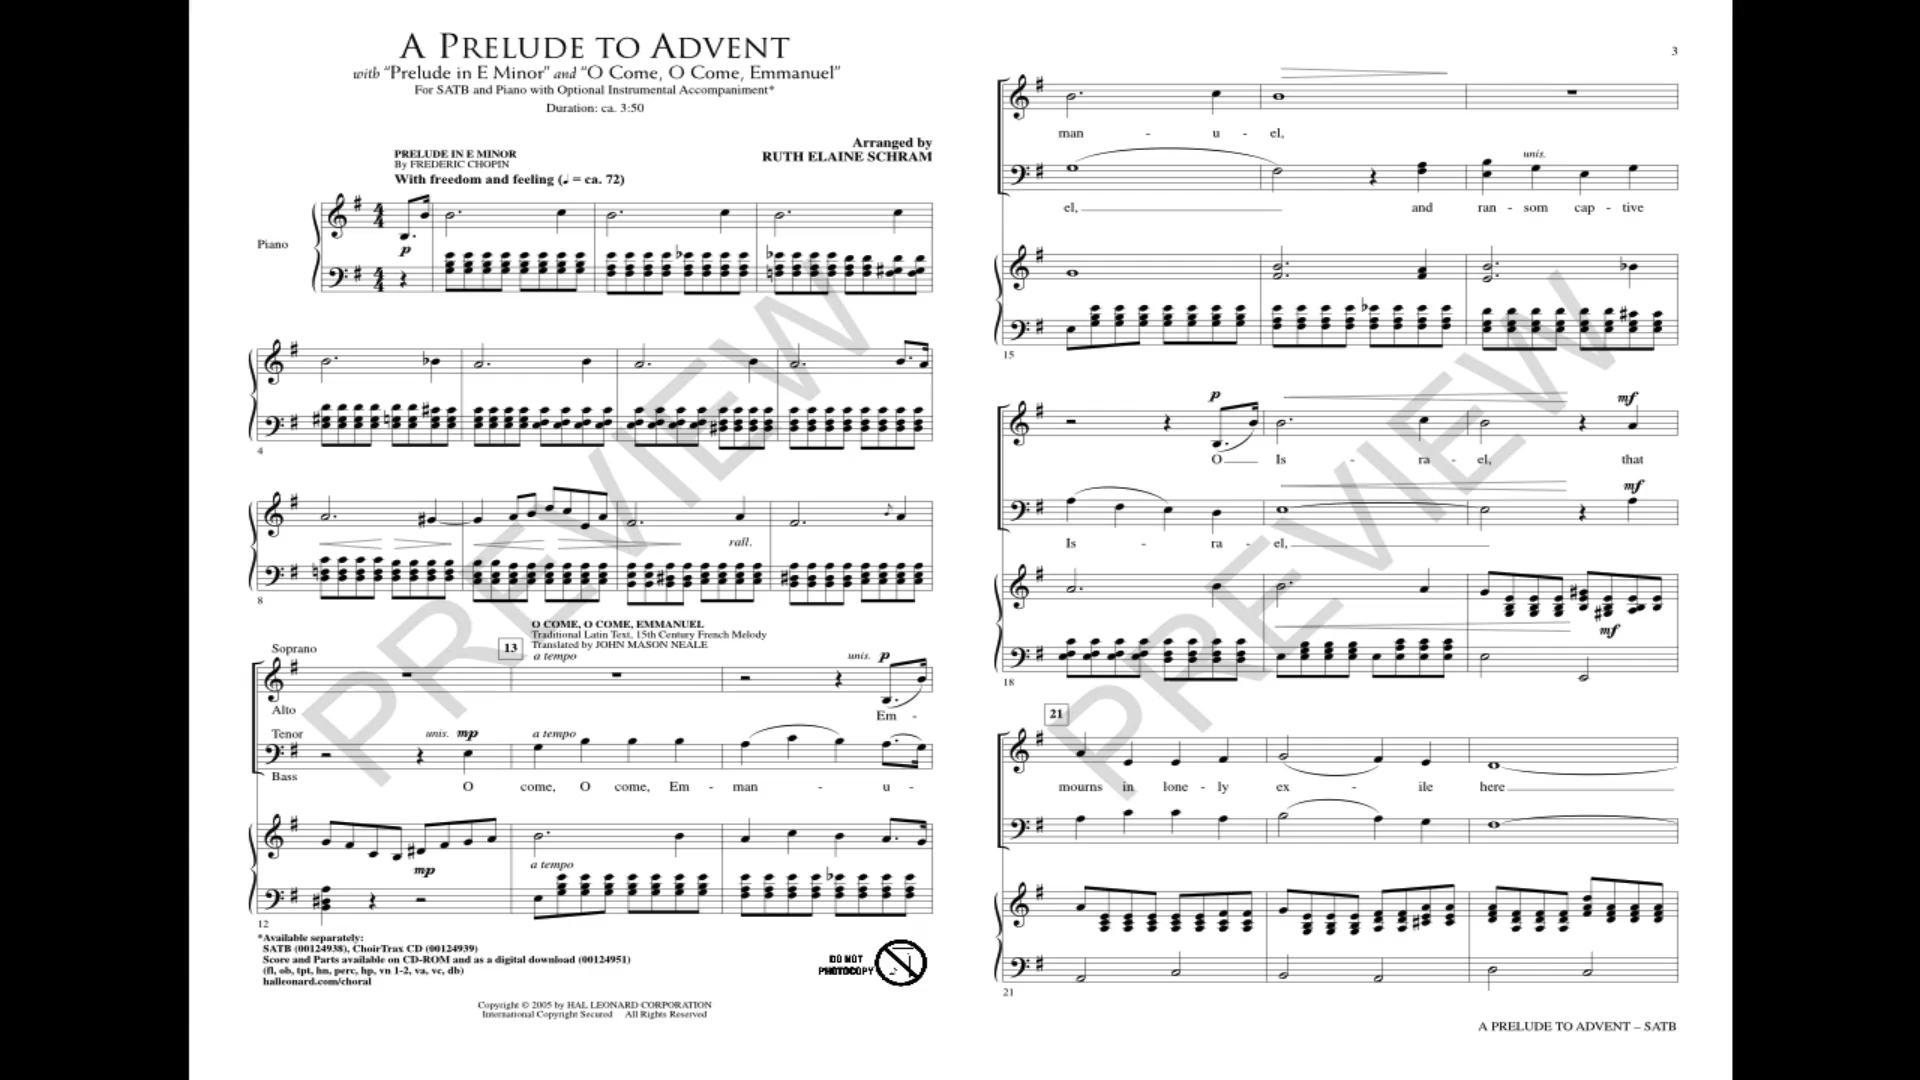 A PRELUDE TO ADVENT
with "Prelude in E Minor" and "O Come, O Come, Emmanuel"
For SATB and Piano with Optional Instrumental Accompaniment*
Duration: ca. 3:50
Arranged by
RUTH ELAINE SCHRAM
PRELUDE IN E MINOR
By FREDERIC CHOPIN
With freedom and feeling (♩ = ca. 72)
Piano
p
4
rall.
8
O COME, O COME, EMMANUEL
Traditional Latin Text, 15th Century French Melody
Translated by JOHN MASON NEALE
13
a tempo
Soprano
unis. p
Alto
Em -
Tenor
unis. mp
a tempo
Bass
O come, O come, Em - man - u -
mp
a tempo
12
*Available separately:
SATB (00124938), ChoirTrax CD (00124939)
Score and Parts available on CD-ROM and as a digital download (00124951)
(fl, ob, tpt, hn, perc, hp, vn 1-2, va, vc, db)
halleonard.com/choral
DO NOT
PHOTOCOPY
Copyright © 2005 by HAL LEONARD CORPORATION
International Copyright Secured All Rights Reserved
PREVIEW
3
man - u - el,
unis.
el, and ran - som cap - tive
15
p
mf
O Is - ra - el, that
mf
Is - ra - el,
mf
18
21
mourns in lone - ly ex - ile here
21
A PRELUDE TO ADVENT – SATB
PREVIEW